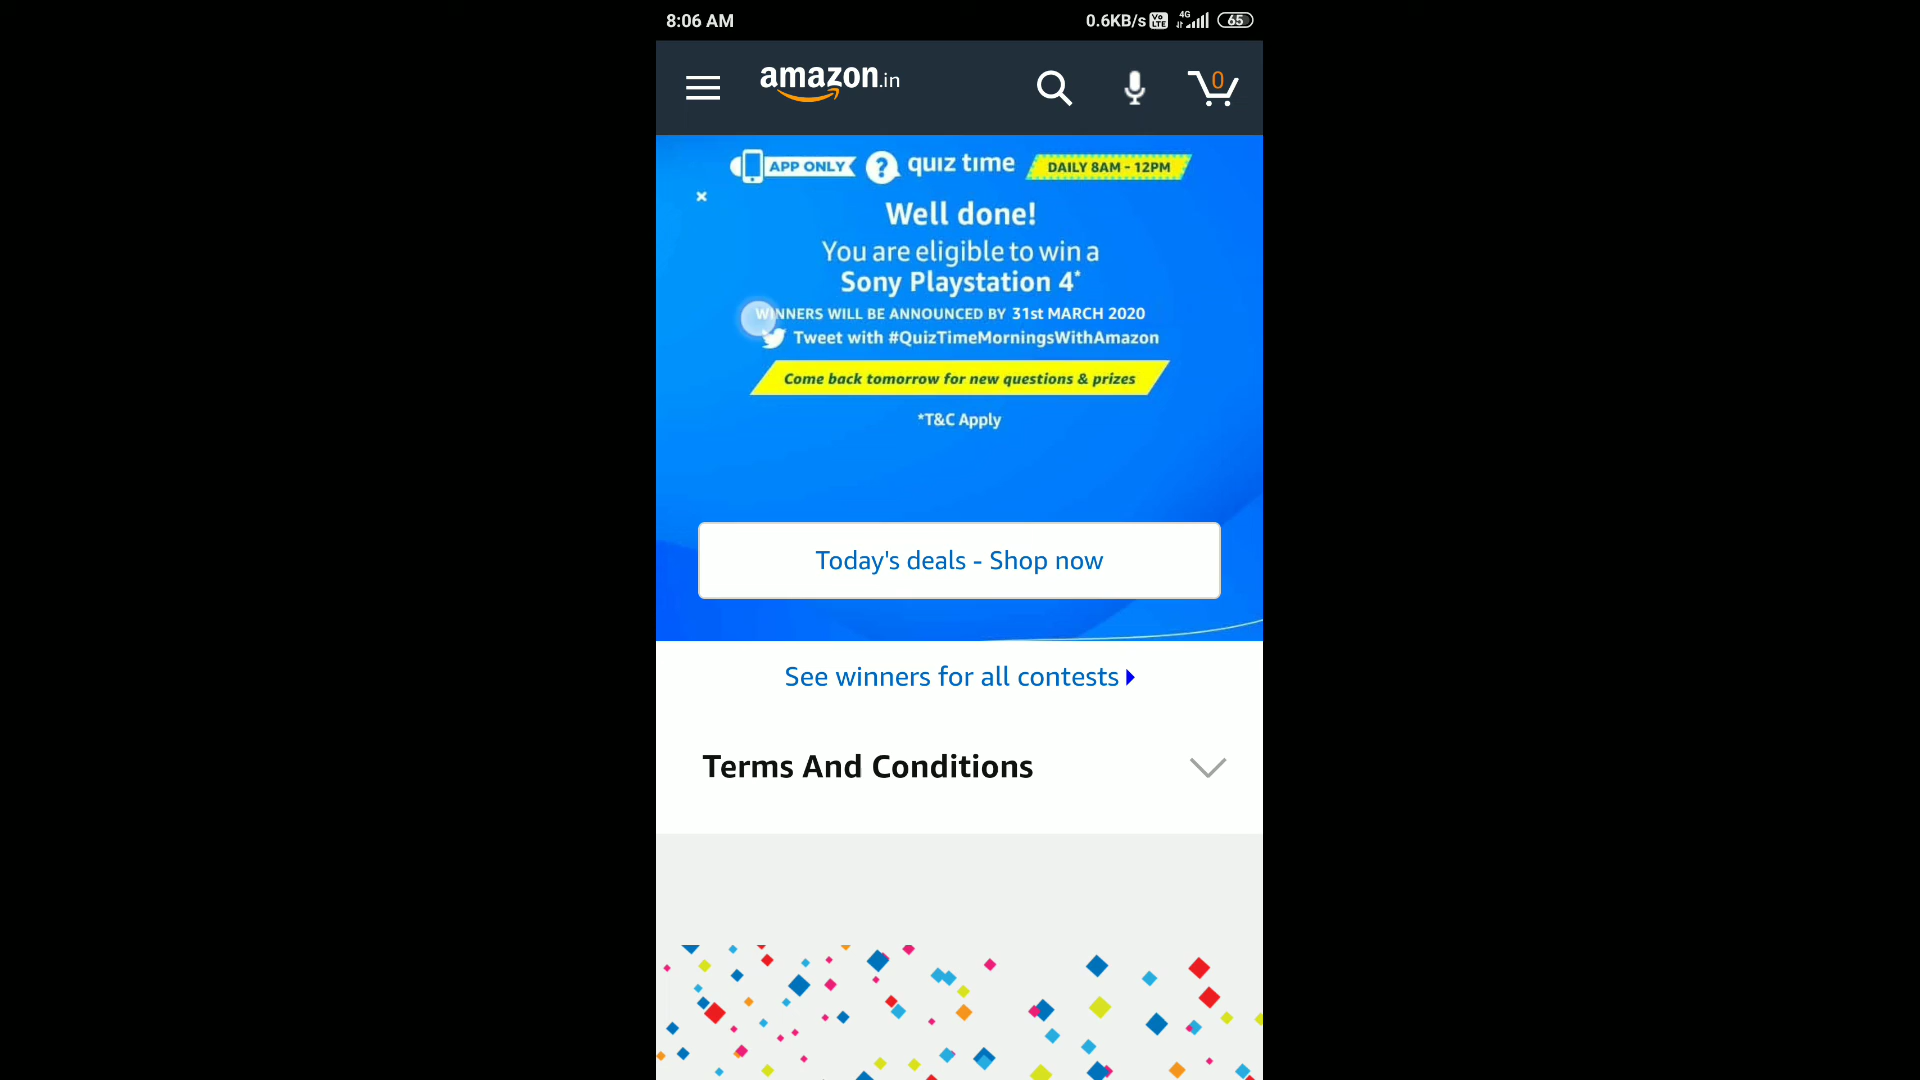 8:06 AM
0.6KB/s Vo LTE 4G 65
amazon.in
0
APP ONLY ? quiz time DAILY 8AM - 12PM
Well done!
You are eligible to win a
Sony Playstation 4*
WINNERS WILL BE ANNOUNCED BY 31st MARCH 2020
Tweet with #QuizTimeMorningsWithAmazon
Come back tomorrow for new questions & prizes
*T&C Apply
Today's deals - Shop now
See winners for all contests
Terms And Conditions